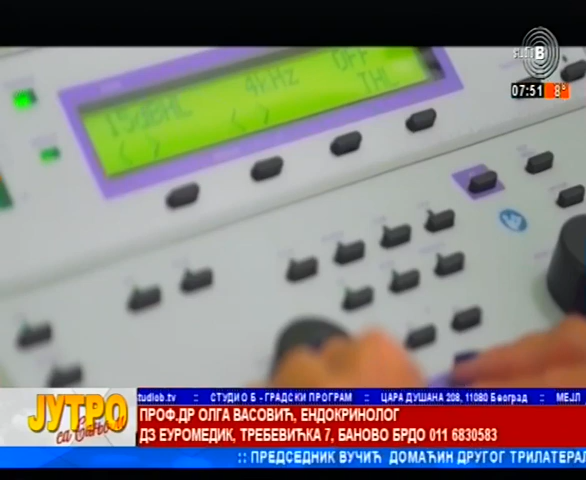 OFF
15dBHL 4kHz THL
< > < >
STUDIO B
07:51 8°
ЈУТРО
са Сањом
studiob.tv :: СТУДИО Б - ГРАДСКИ ПРОГРАМ :: ЦАРА ДУШАНА 208, 11080 Београд :: МЕЈЛ
ПРОФ.ДР ОЛГА ВАСОВИЋ, ЕНДОКРИНОЛОГ
ДЗ ЕУРОМЕДИК, ТРЕБЕВИЋКА 7, БАНОВО БРДО 011 6830583
:: ПРЕДСЕДНИК ВУЧИЋ ДОМАЋИН ДРУГОГ ТРИЛАТЕРАЛ